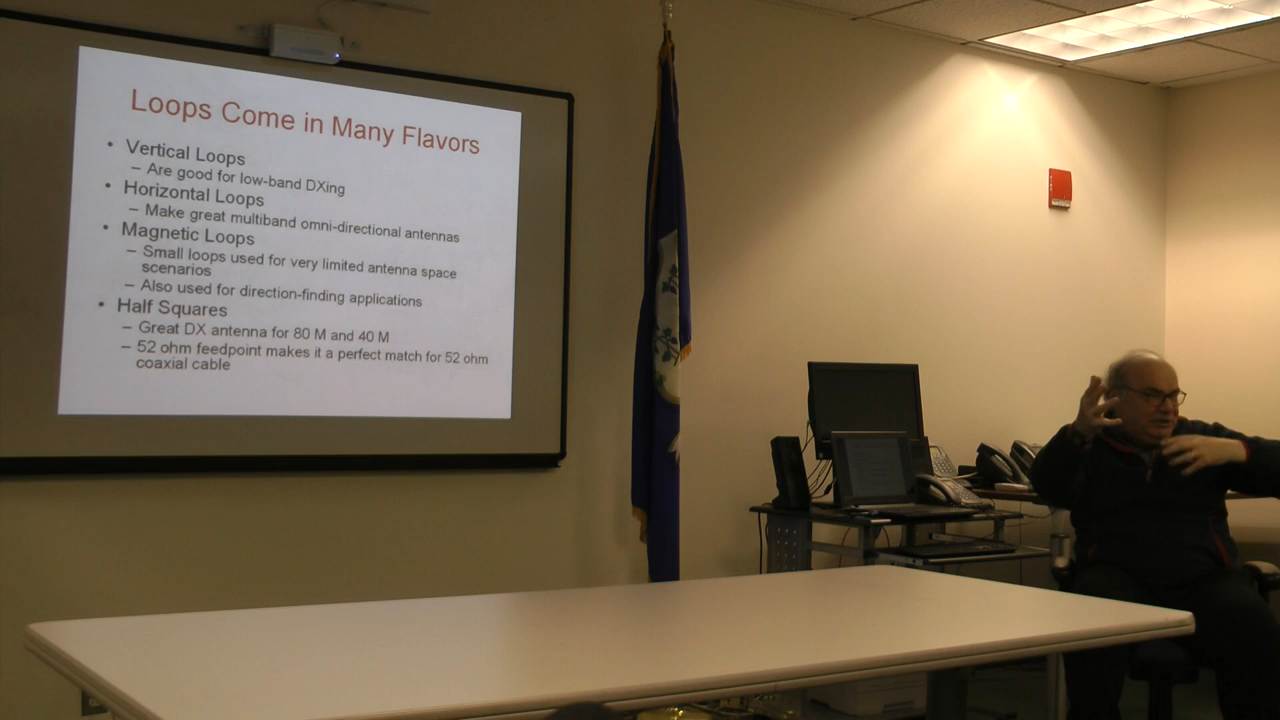 Loops Come in Many Flavors
• Vertical Loops
– Are good for low-band DXing
• Horizontal Loops
– Make great multiband omni-directional antennas
• Magnetic Loops
– Small loops used for very limited antenna space
scenarios
– Also used for direction-finding applications
• Half Squares
– Great DX antenna for 80 M and 40 M
– 52 ohm feedpoint makes it a perfect match for 52 ohm
coaxial cable